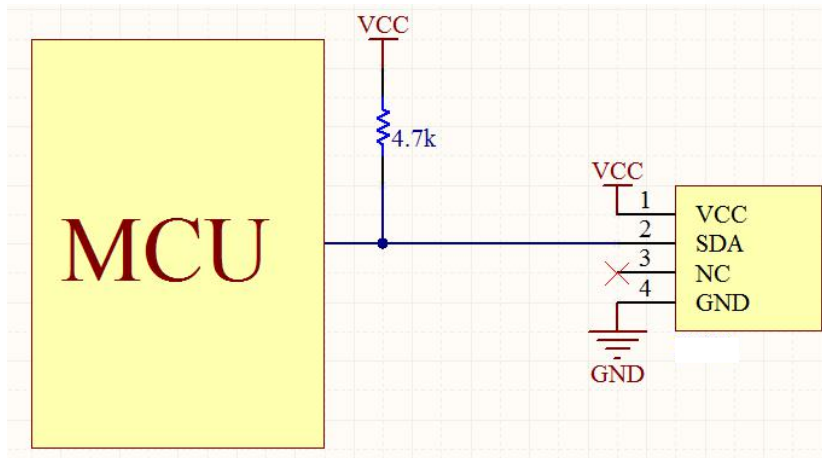 VCC
4.7k
MCU
VCC
1 VCC
2 SDA
3 NC
4 GND
GND